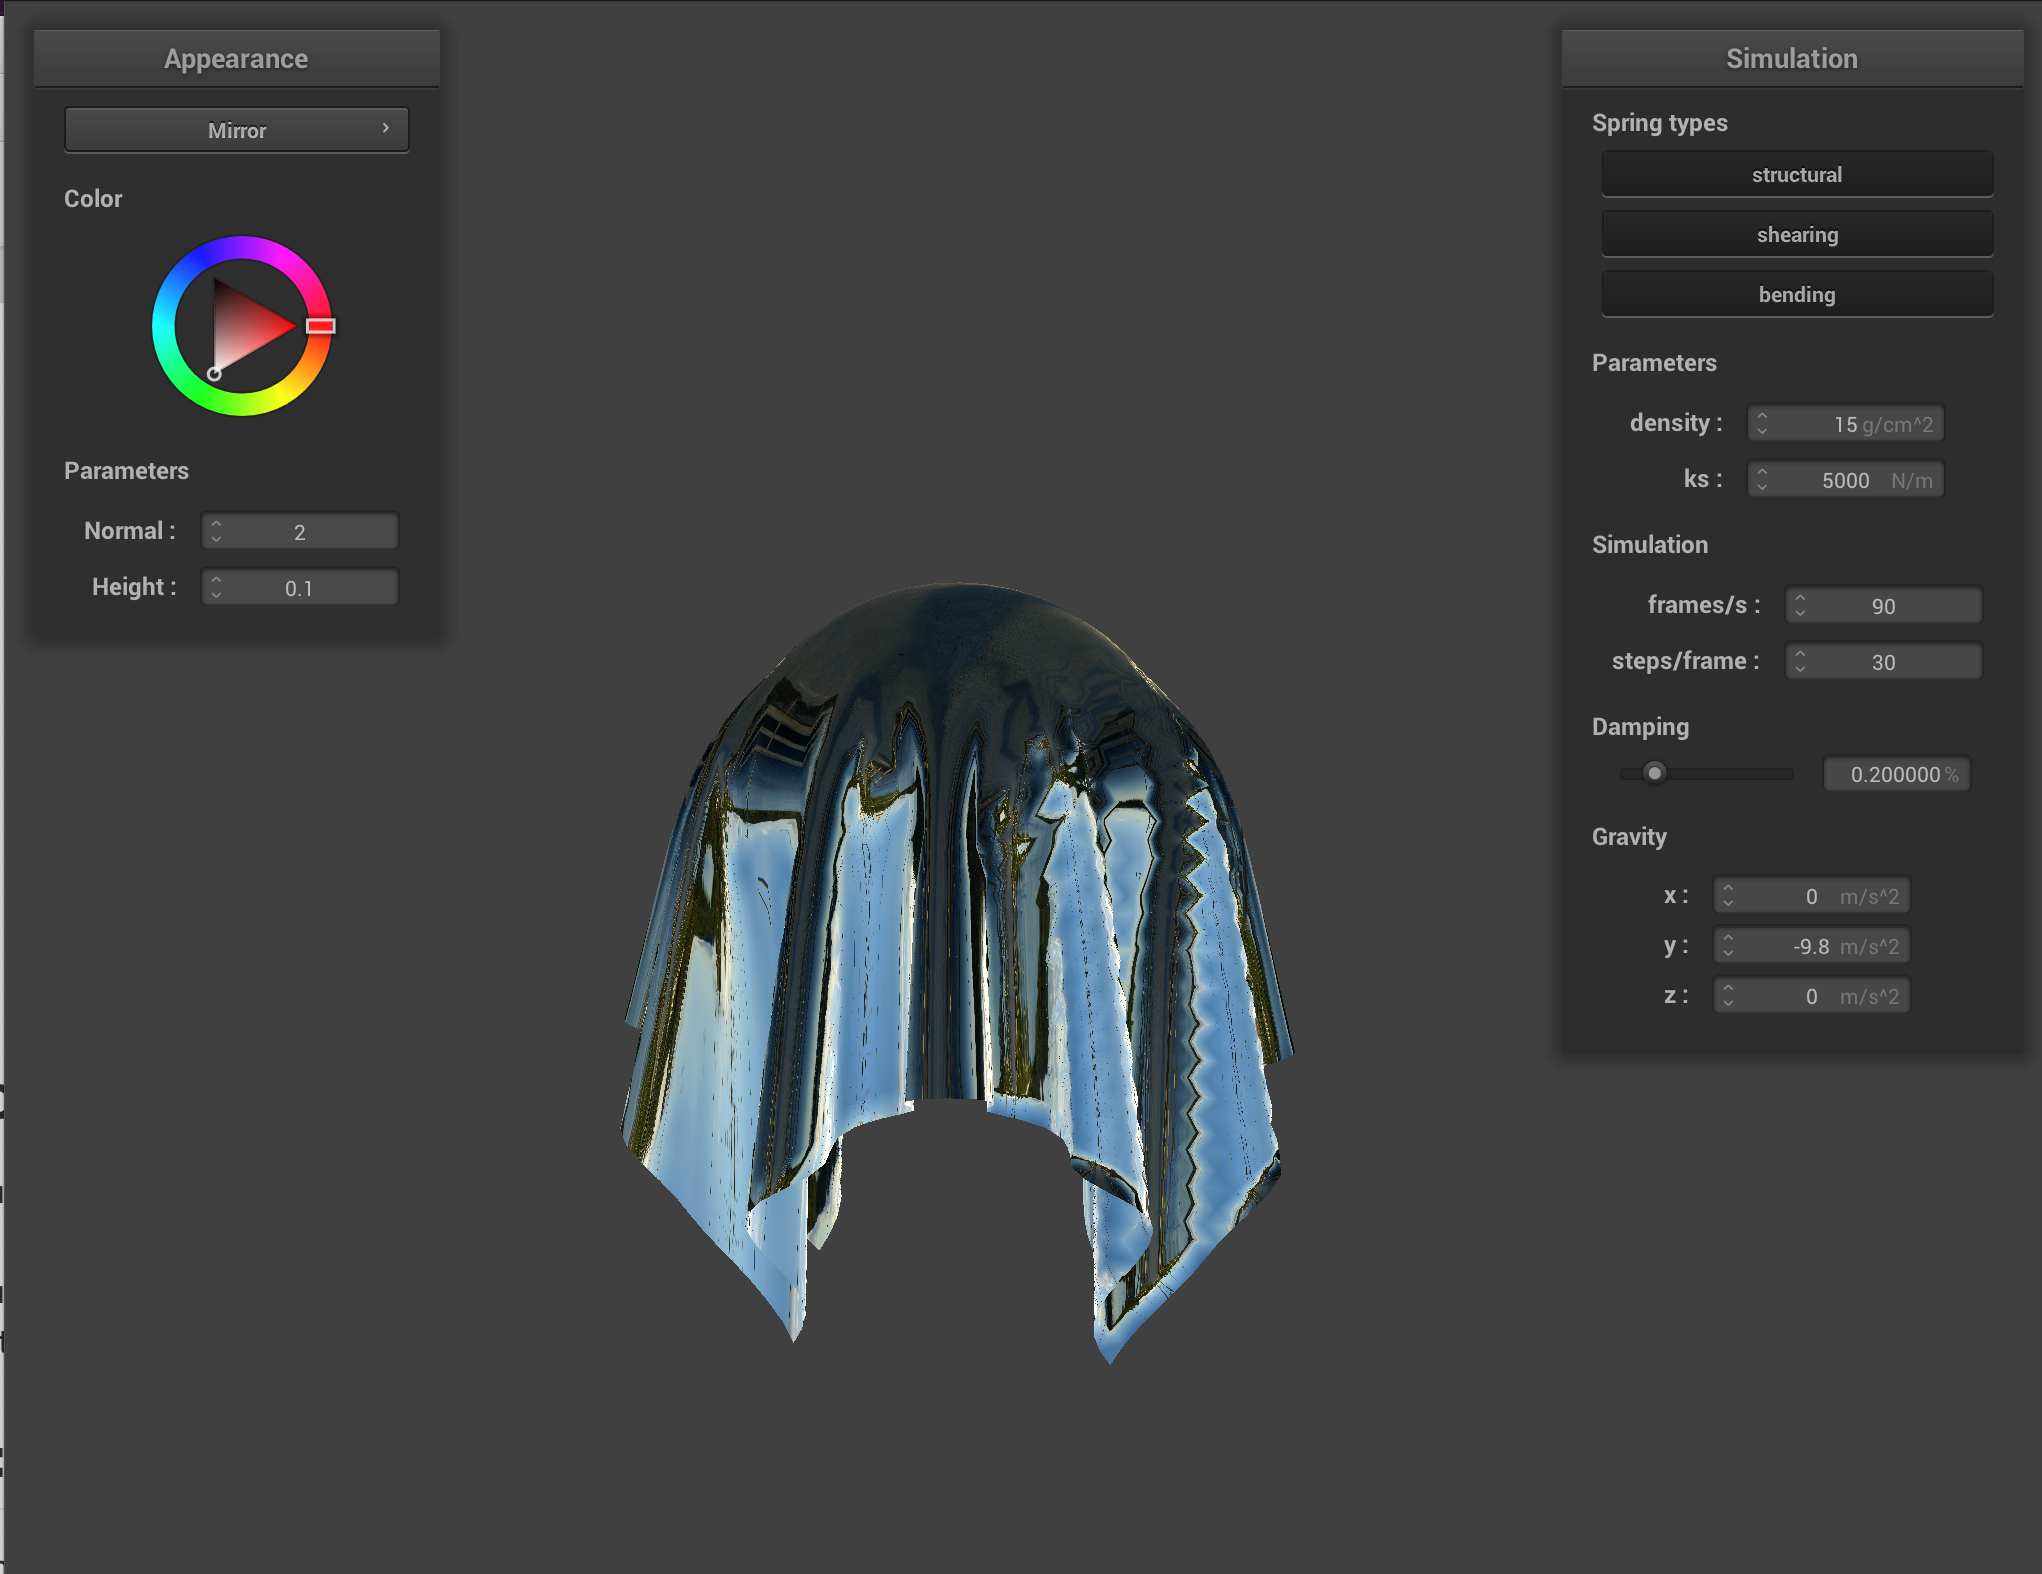 Appearance
Mirror
Color
Parameters
Normal : 2
Height : 0.1
Simulation
Spring types
structural
shearing
bending
Parameters
density : 15 g/cm^2
ks : 5000 N/m
Simulation
frames/s : 90
steps/frame : 30
Damping
0.200000 %
Gravity
x : 0 m/s^2
y : -9.8 m/s^2
z : 0 m/s^2